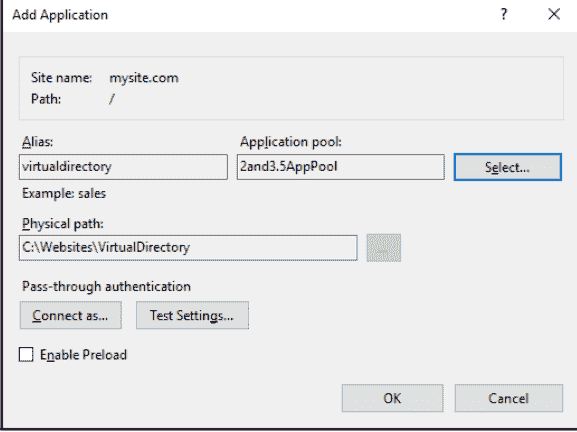 Add Application
?
Site name: mysite.com
Path: /
Alias: Application pool:
virtualdirectory 2and3.5AppPool Select...
Example: sales
Physical path:
C:\Websites\VirtualDirectory ...
Pass-through authentication
Connect as... Test Settings...
Enable Preload
OK Cancel